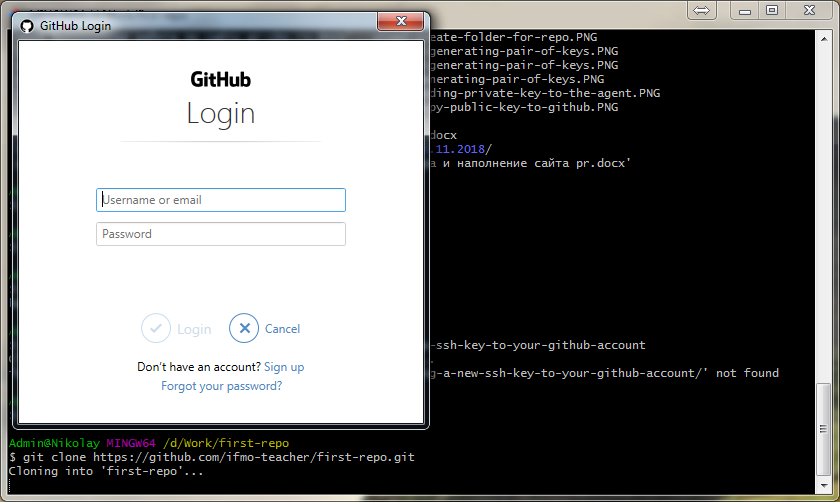 GitHub Login
GitHub
Login
Username or email
Password
Login
Cancel
Don't have an account? Sign up
Forgot your password?
eate-folder-for-repo.PNG
generating-pair-of-keys.PNG
generating-pair-of-keys.PNG
nerating-pair-of-keys.PNG
ding-private-key-to-the-agent.PNG
py-public-key-to-github.PNG
docx
.11.2018/
а и наполнение сайта pr.docx'
-ssh-key-to-your-github-account
g-a-new-ssh-key-to-your-github-account/' not found
Admin@Nikolay MINGW64 /d/Work/first-repo
$ git clone https://github.com/ifmo-teacher/first-repo.git
Cloning into 'first-repo'...